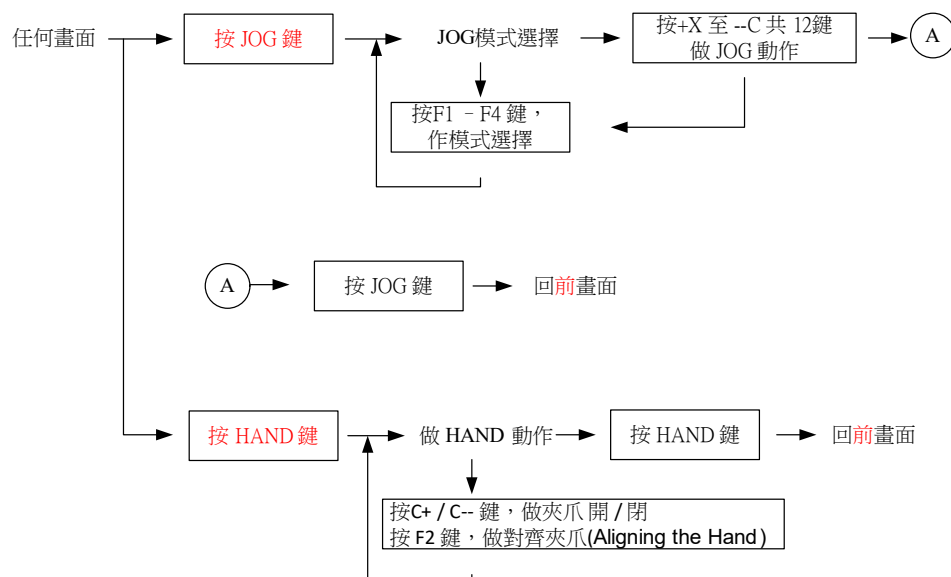 任何畫面
按 JOG 鍵
JOG模式選擇
按+X 至 --C 共 12鍵
做 JOG 動作
A
按F1 – F4 鍵，
作模式選擇
A
按 JOG 鍵
回前畫面
按 HAND 鍵
做 HAND 動作
按 HAND 鍵
回前畫面
按C+ / C-- 鍵，做夾爪 開 / 閉
按 F2 鍵，做對齊夾爪(Aligning the Hand)